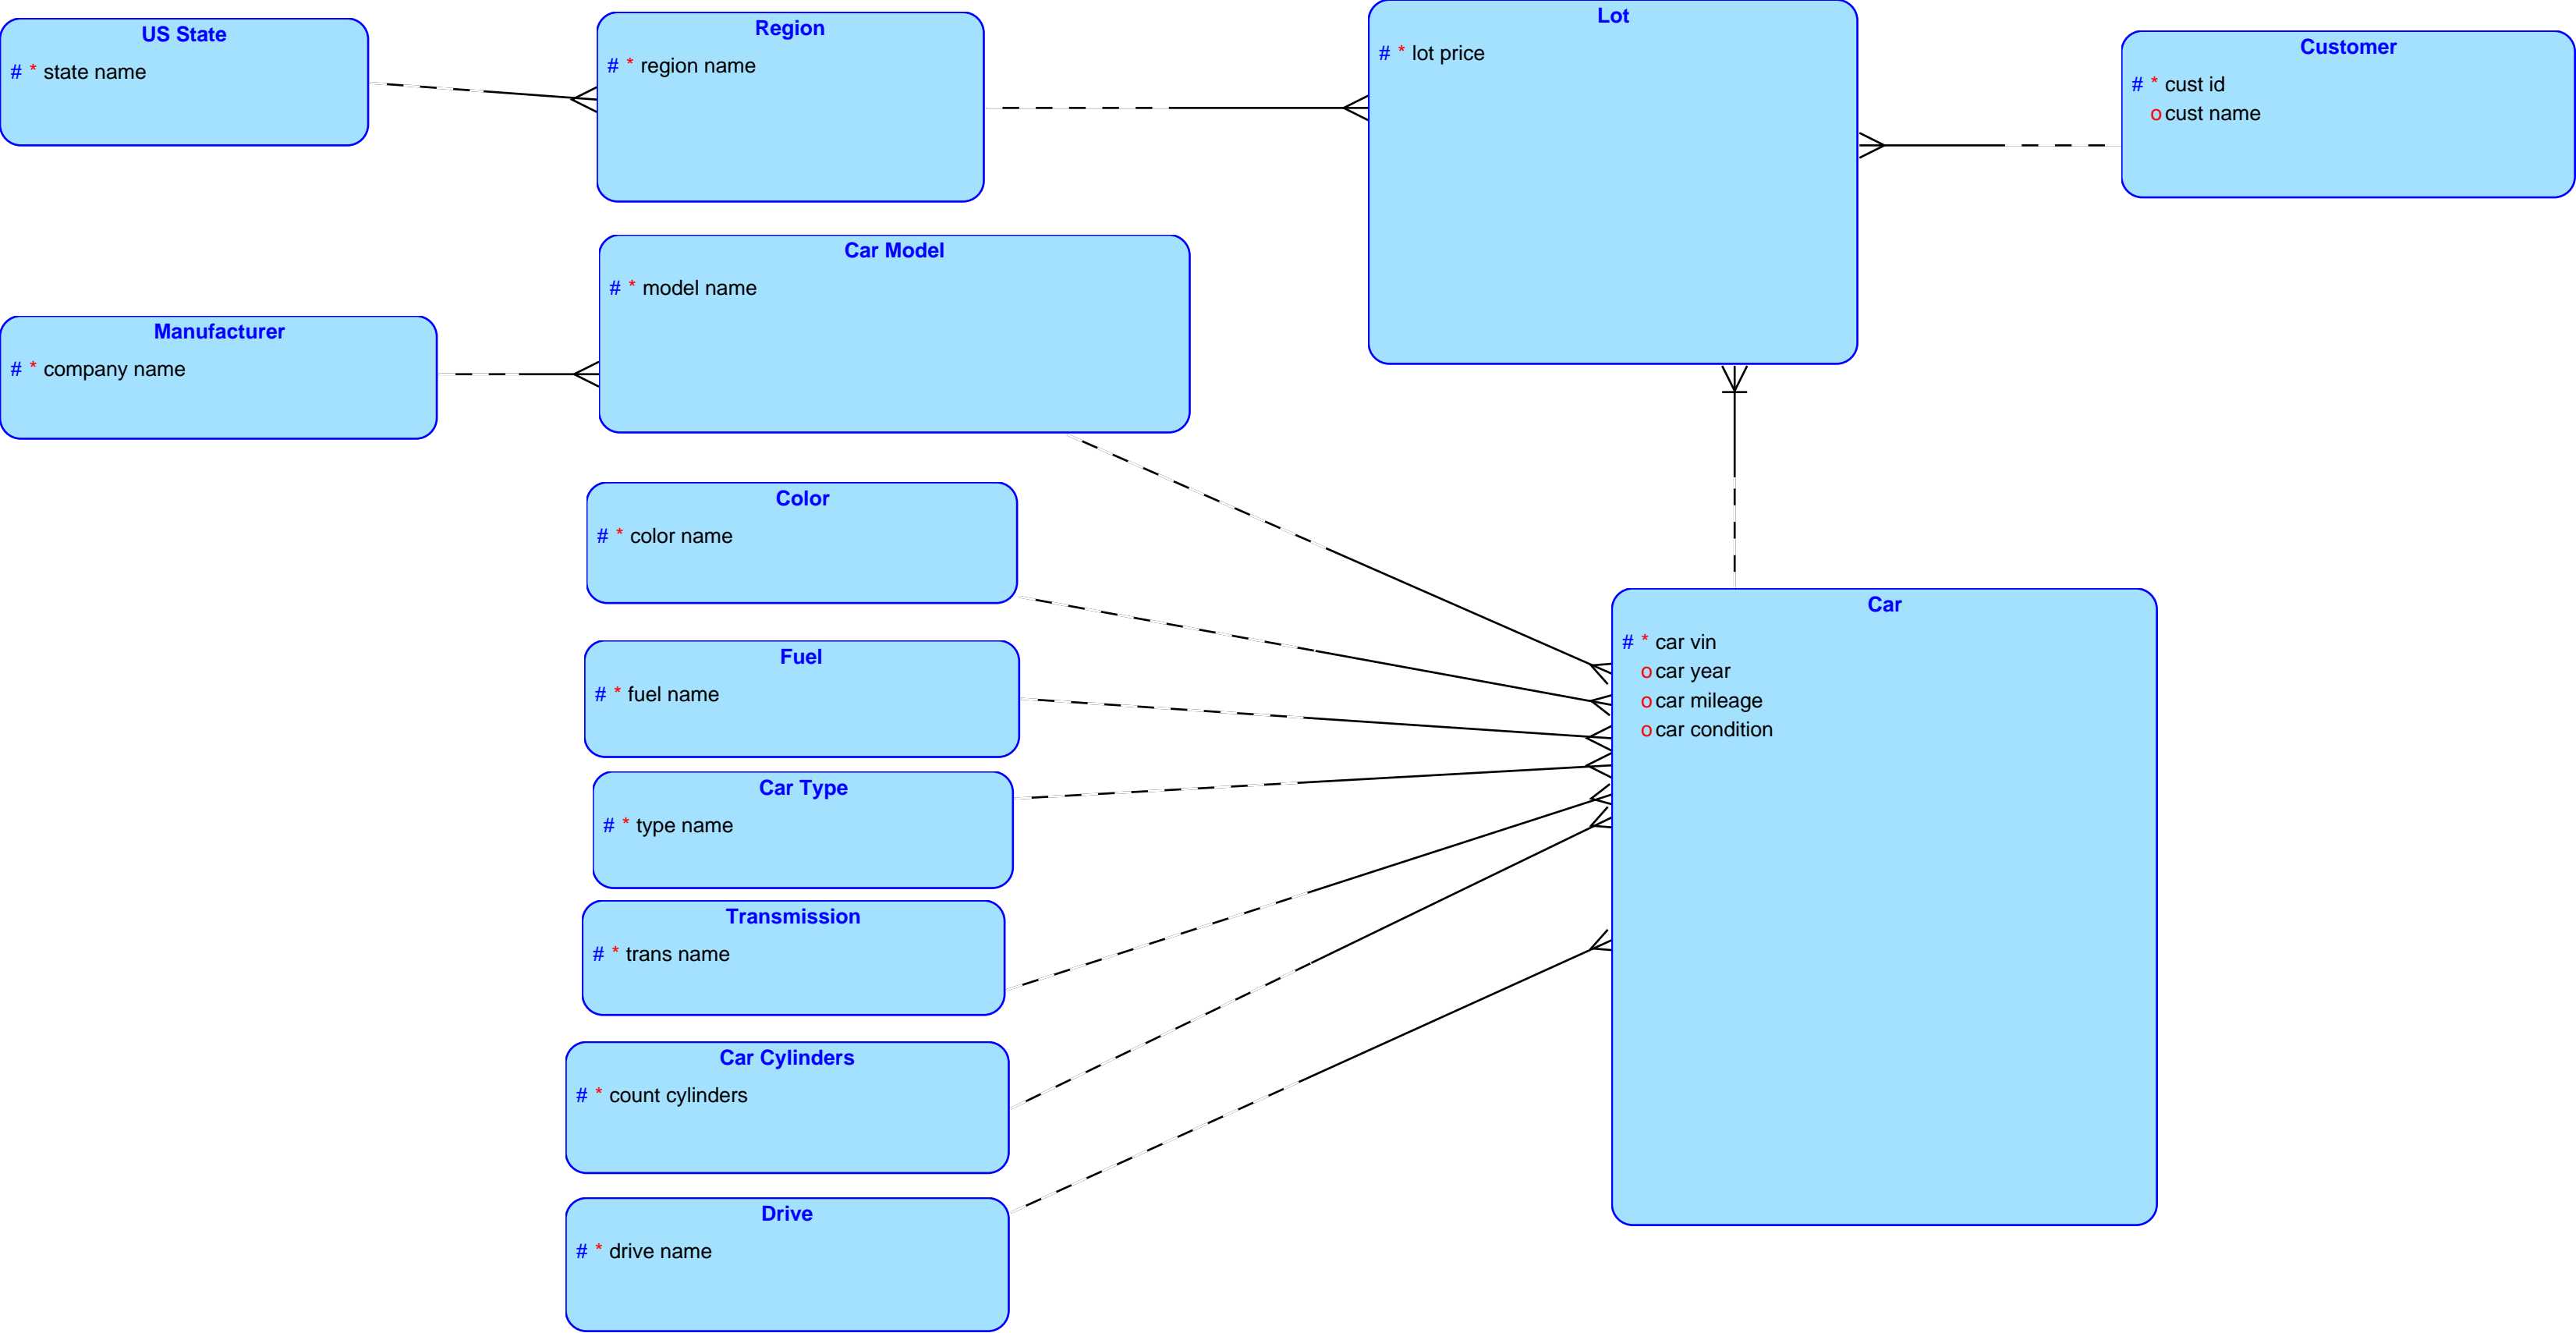 US State
# * state name
Region
# * region name
Lot
# * lot price
Customer
# * cust id
o cust name
Car Model
# * model name
Manufacturer
# * company name
Color
# * color name
Fuel
# * fuel name
Car Type
# * type name
Transmission
# * trans name
Car Cylinders
# * count cylinders
Drive
# * drive name
Car
# * car vin
o car year
o car mileage
o car condition